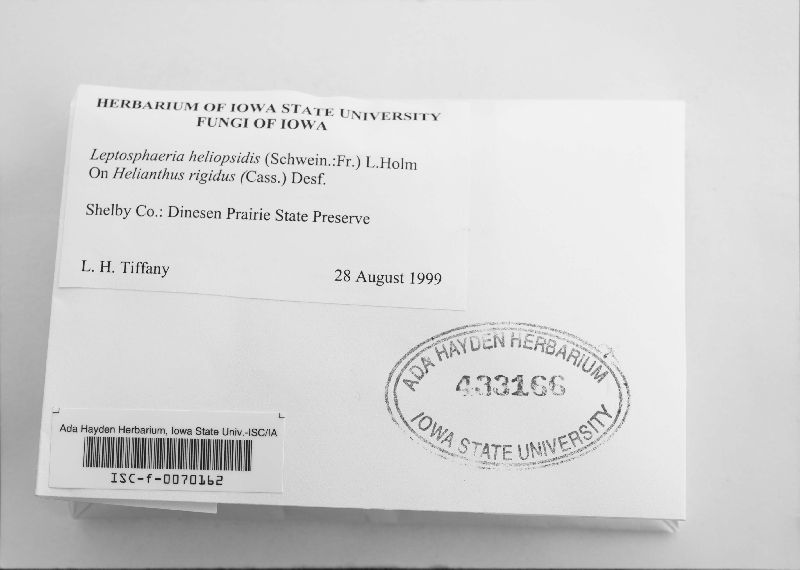 HERBARIUM OF IOWA STATE UNIVERSITY
FUNGI OF IOWA
Leptosphaeria heliopsidis (Schwein.:Fr.) L.Holm
On Helianthus rigidus (Cass.) Desf.
Shelby Co.: Dinesen Prairie State Preserve
L. H. Tiffany 28 August 1999
ADA HAYDEN HERBARIUM
433166
IOWA STATE UNIVERSITY
Ada Hayden Herbarium, Iowa State Univ.-ISC/IA
ISC-f-0070162